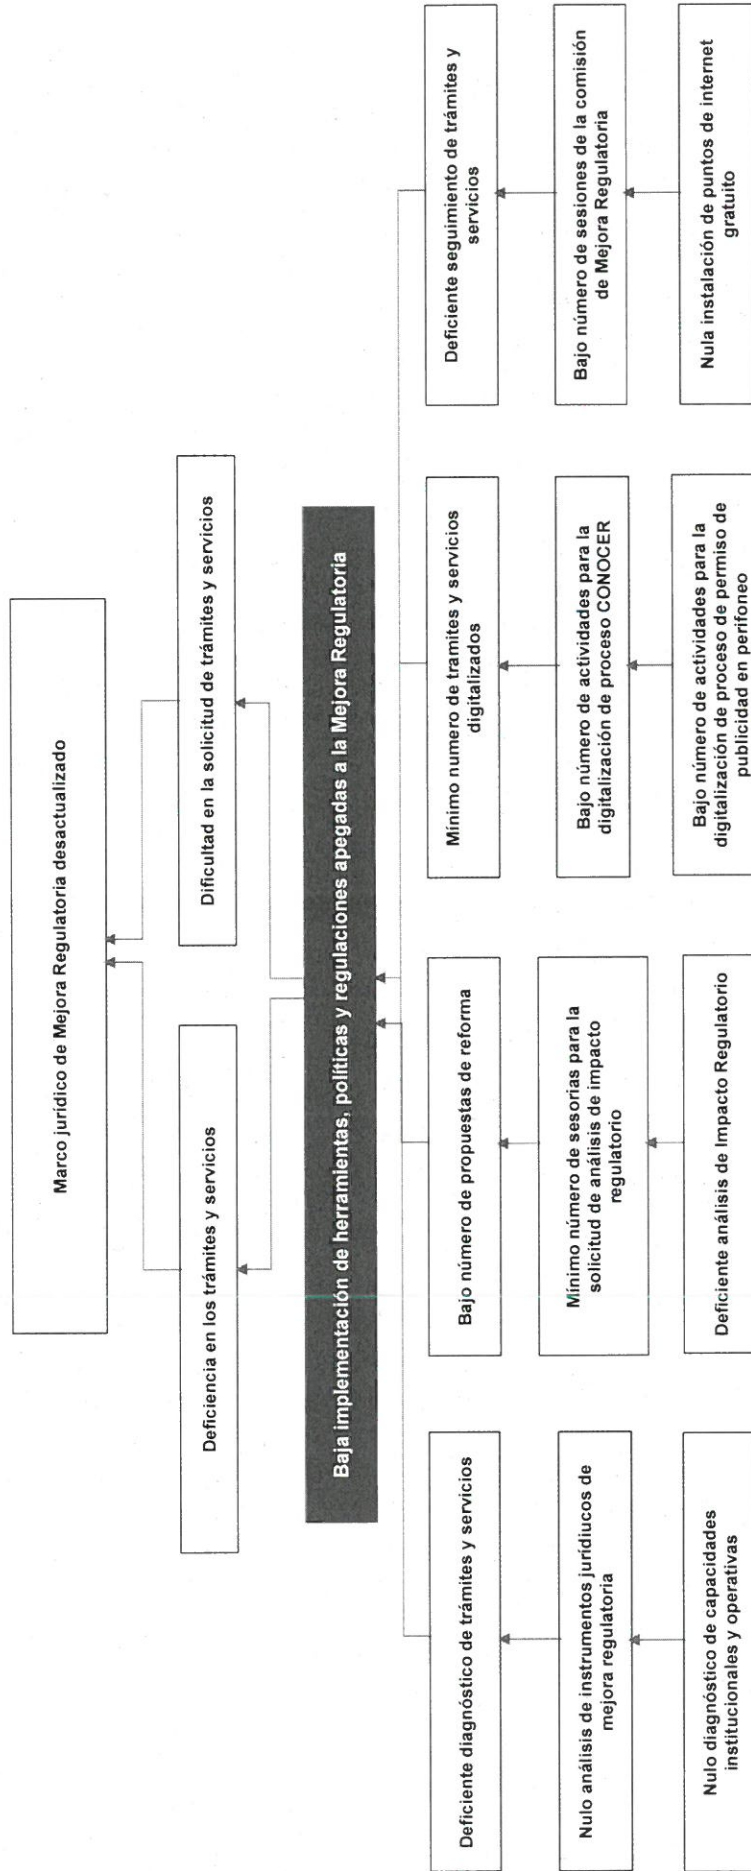 Marco jurídico de Mejora Regulatoria desactualizado
Deficiencia en los trámites y servicios
Dificultad en la solicitud de trámites y servicios
Baja implementación de herramientas, políticas y regulaciones apegadas a la Mejora Regulatoria
Deficiente diagnóstico de trámites y servicios
Bajo número de propuestas de reforma
Mínimo numero de tramites y servicios
digitalizados
Deficiente seguimiento de trámites y
servicios
Nulo análisis de instrumentos jurídiucos de
mejora regulatoria
Mínimo número de sesorias para la
solicitud de análisis de impacto
regulatorio
Bajo número de actividades para la
digitalización de proceso CONOCER
Bajo número de sesiones de la comisión
de Mejora Regulatoria
Nulo diagnóstico de capacidades
institucionales y operativas
Deficiente análisis de Impacto Regulatorio
Bajo número de actividades para la
digitalización de proceso de permiso de
publicidad en perifoneo
Nula instalación de puntos de internet
gratuito